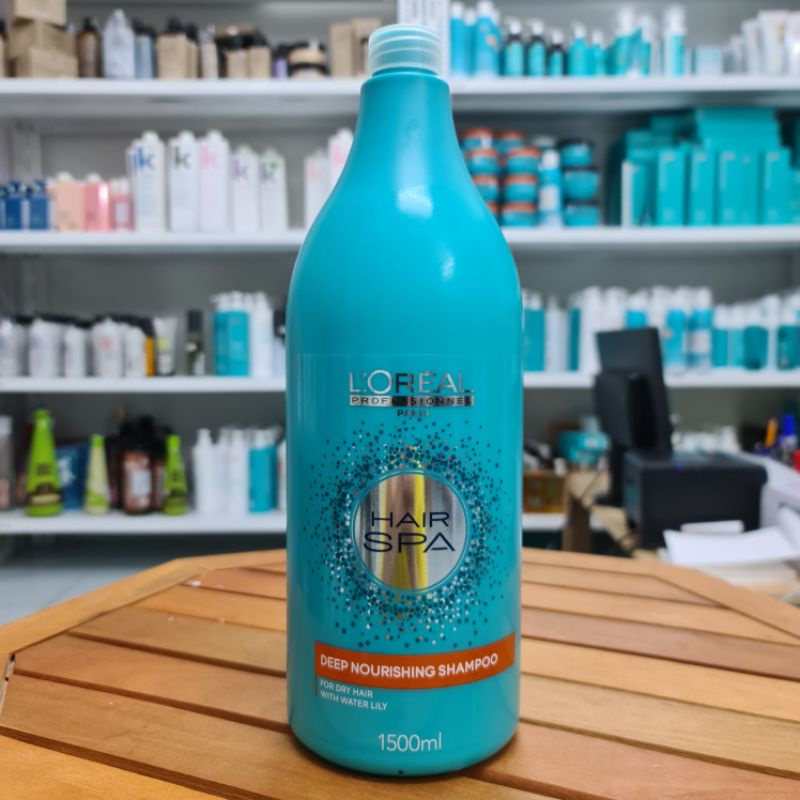 L'ORÉAL
PROFESSIONNEL
PARIS
HAIR
SPA
DEEP NOURISHING SHAMPOO
FOR DRY HAIR
WITH WATER LILY
1500ml